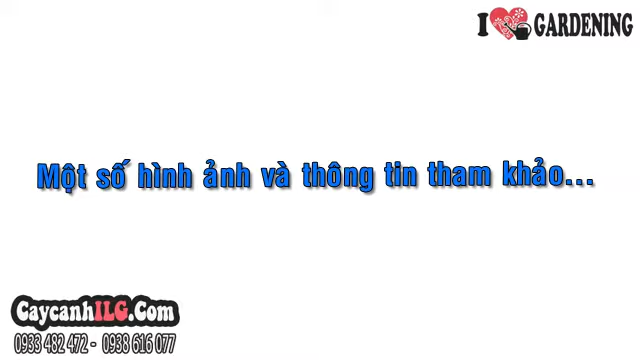 I GARDENING
Một số hình ảnh và thông tin tham khảo...
CaycanhILG.Com
0933 482 472 - 0938 616 077